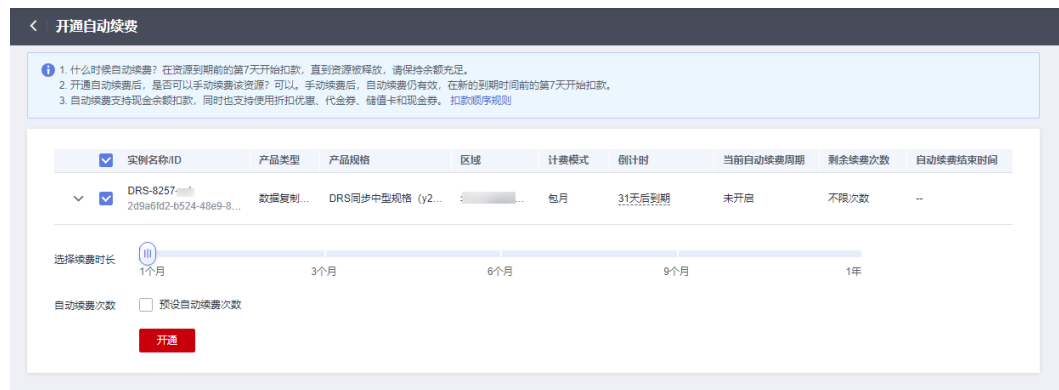 开通自动续费
1. 什么时候自动续费？在资源到期前的第7天开始扣款，直到资源被释放，请保持余额充足。
2. 开通自动续费后，是否可以手动续费该资源？可以。手动续费后，自动续费仍有效，在新的到期时间前的第7天开始扣款。
3. 自动续费支持现金余额扣款，同时也支持使用折扣优惠、代金券、储值卡和现金券。 扣款顺序规则
实例名称/ID 产品类型 产品规格 区域 计费模式 倒计时 当前自动续费周期 剩余续费次数 自动续费结束时间
DRS-8257-
2d9a6fd2-b524-48e9-8... 数据复制... DRS同步中型规格（y2... ... 包月 31天后到期 未开启 不限次数 --
选择续费时长
1个月 3个月 6个月 9个月 1年
自动续费次数 预设自动续费次数
开通